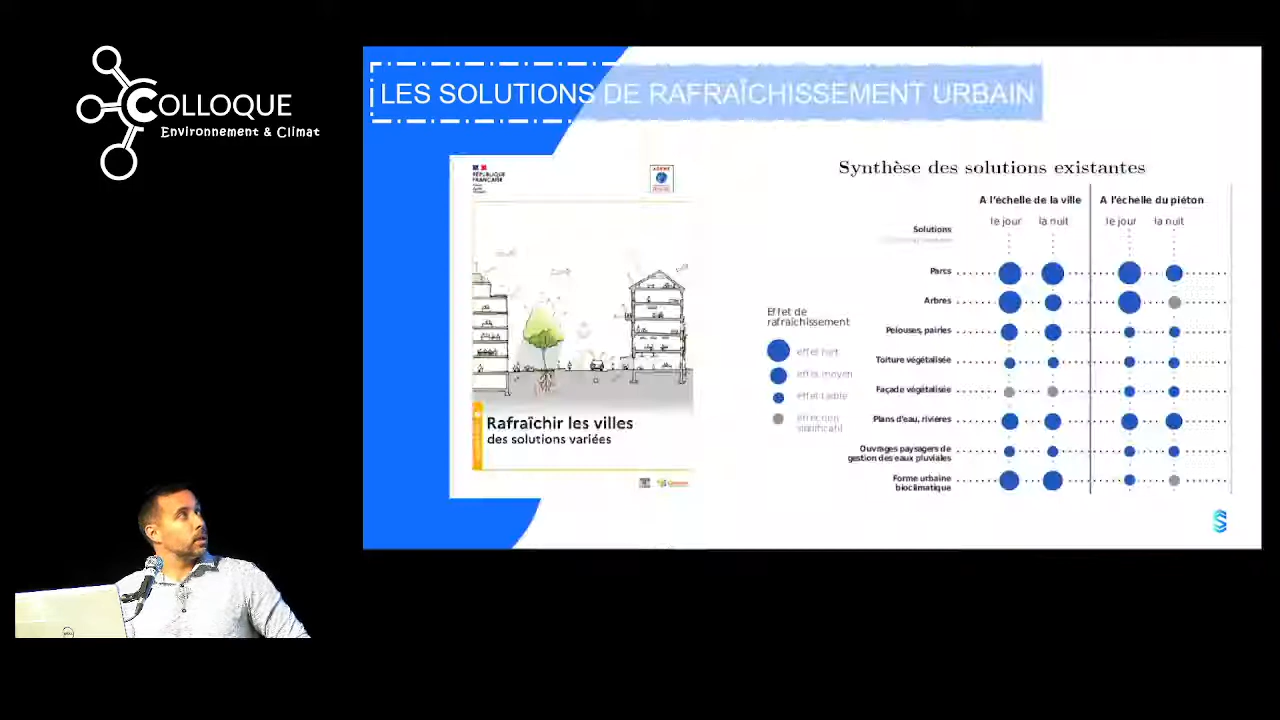 COLLOQUE
Environnement & Climat
LES SOLUTIONS DE RAFRAÎCHISSEMENT URBAIN
RÉPUBLIQUE
FRANÇAISE
ADEME
Rafraîchir les villes
des solutions variées
Synthèse des solutions existantes
A l'échelle de la ville
A l'échelle du piéton
le jour
la nuit
le jour
la nuit
Solutions
Parcs
Arbres
Pelouses, pairies
Toiture végétalisée
Façade végétalisée
Plans d'eau, rivières
Ouvrages paysagers de
gestion des eaux pluviales
Forme urbaine
bioclimatique
Effet de
rafraîchissement
effet fort
effet moyen
effet faible
effet non
significatif